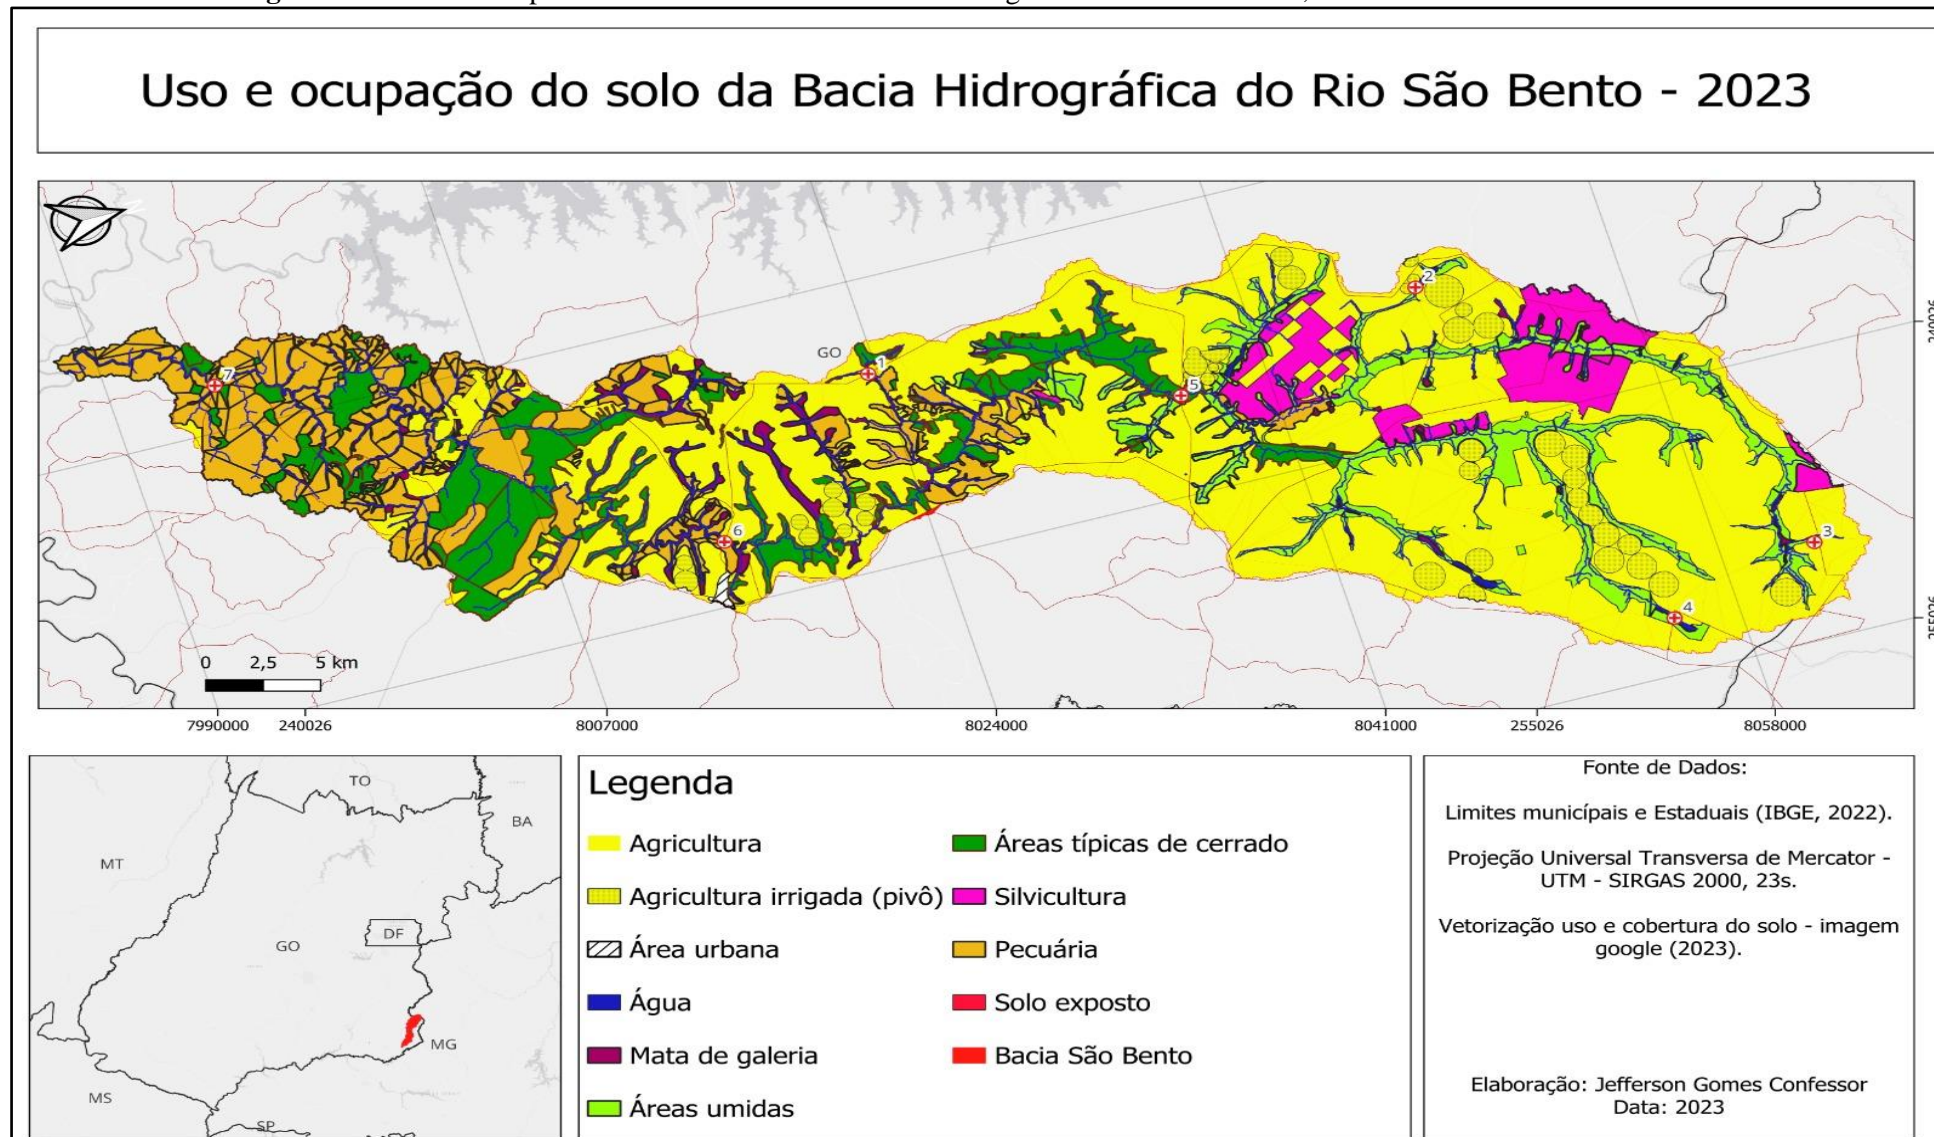 Uso e ocupação do solo da Bacia Hidrográfica do Rio São Bento - 2023
GO
1
2
3
4
5
6
7
0 2,5 5 km
7990000 240026 8007000 8024000 8041000 255026 8058000
TO
BA
MT
DF
GO
MG
MS
SP
Legenda
Agricultura
Agricultura irrigada (pivô)
Área urbana
Água
Mata de galeria
Áreas umidas
Áreas típicas de cerrado
Silvicultura
Pecuária
Solo exposto
Bacia São Bento
Fonte de Dados:
Limites municípais e Estaduais (IBGE, 2022).
Projeção Universal Transversa de Mercator -
UTM - SIRGAS 2000, 23s.
Vetorização uso e cobertura do solo - imagem
google (2023).
Elaboração: Jefferson Gomes Confessor
Data: 2023